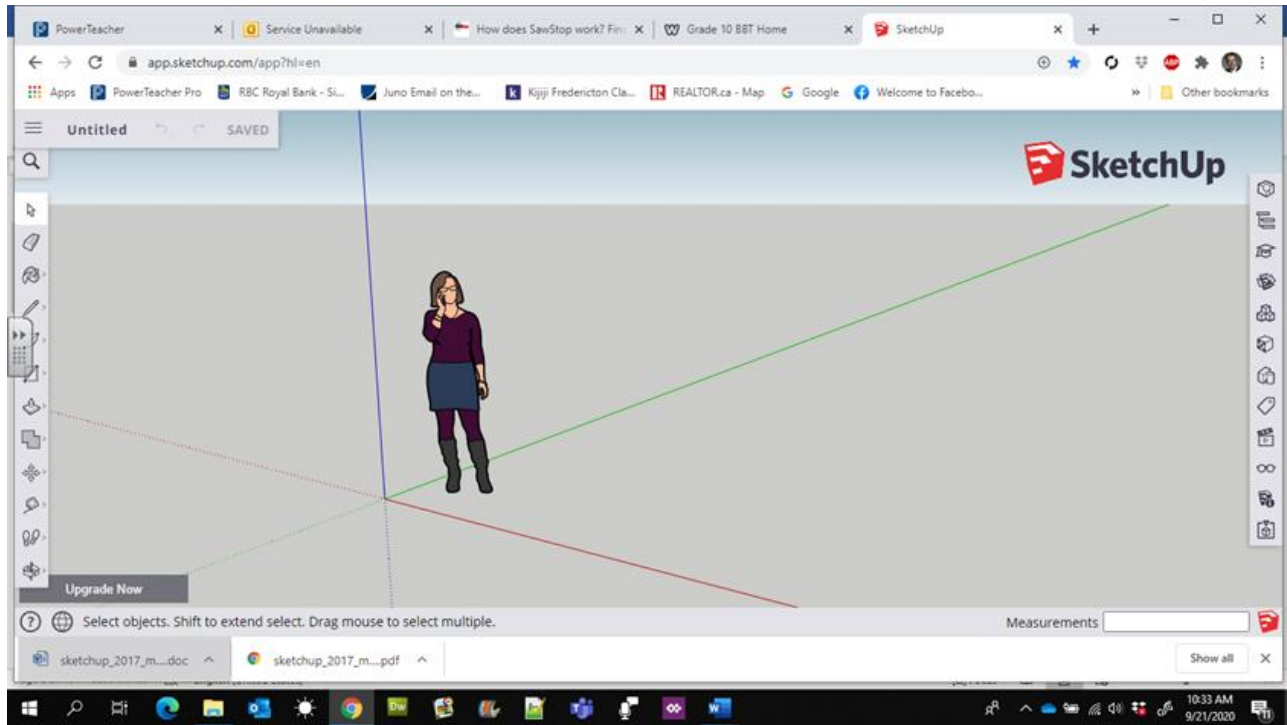 PowerTeacher
Service Unavailable
How does SawStop work? Fin
Grade 10 BBT Home
SketchUp
app.sketchup.com/app?hl=en
Apps PowerTeacher Pro RBC Royal Bank - Si... Juno Email on the... Kijiji Fredericton Cla... REALTOR.ca - Map Google Welcome to Facebo... Other bookmarks
Untitled SAVED
SketchUp
Upgrade Now
Select objects. Shift to extend select. Drag mouse to select multiple.
Measurements
sketchup_2017_m....doc
sketchup_2017_m....pdf
Show all
10:33 AM
9/21/2020